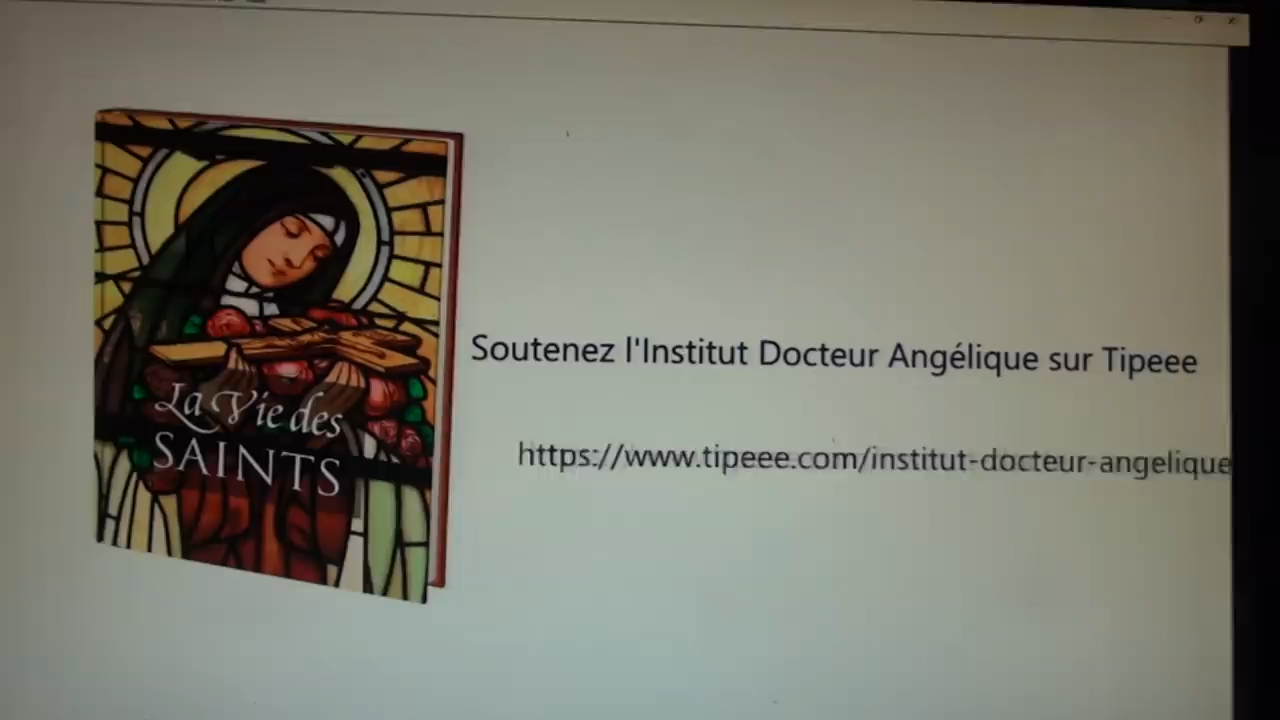 La Vie des
SAINTS
Soutenez l'Institut Docteur Angélique sur Tipeee
https://www.tipeee.com/institut-docteur-angelique